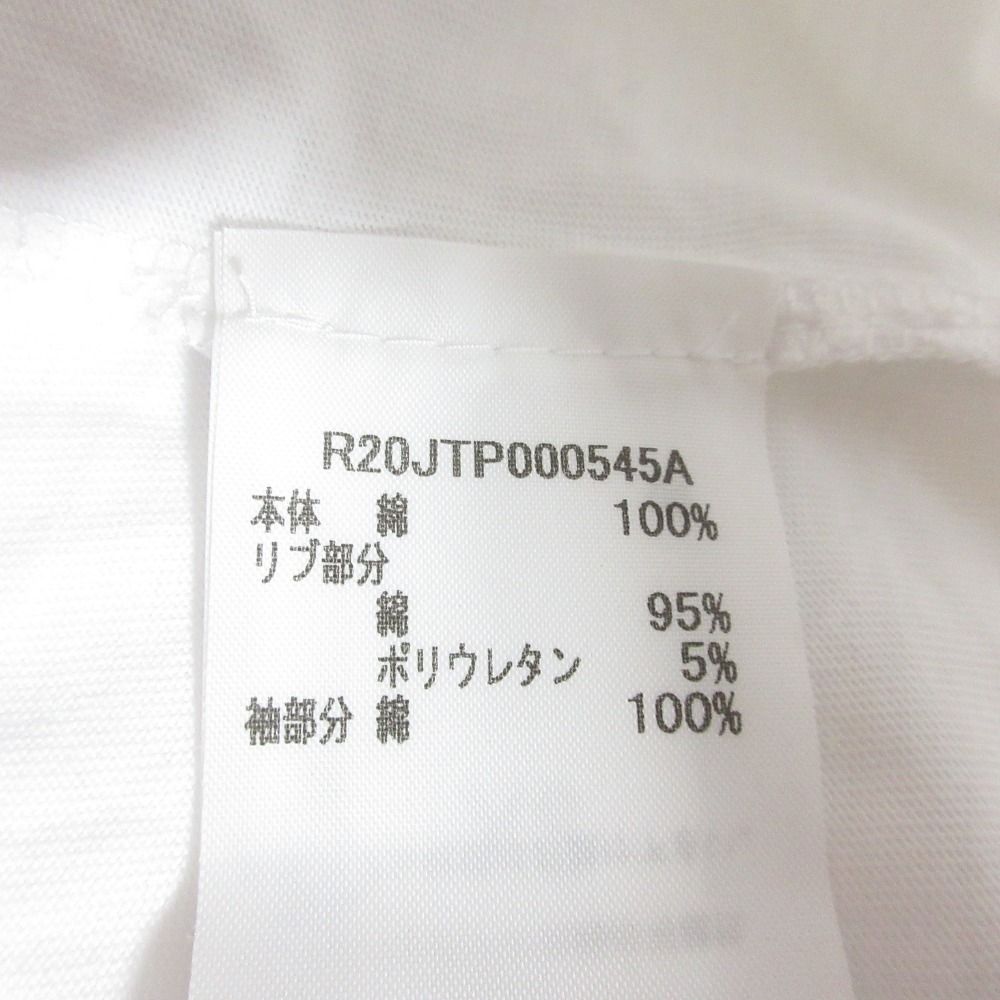 R20JTP000545A
本体 綿 100%
リブ部分
綿 95%
ポリウレタン 5%
袖部分 綿 100%